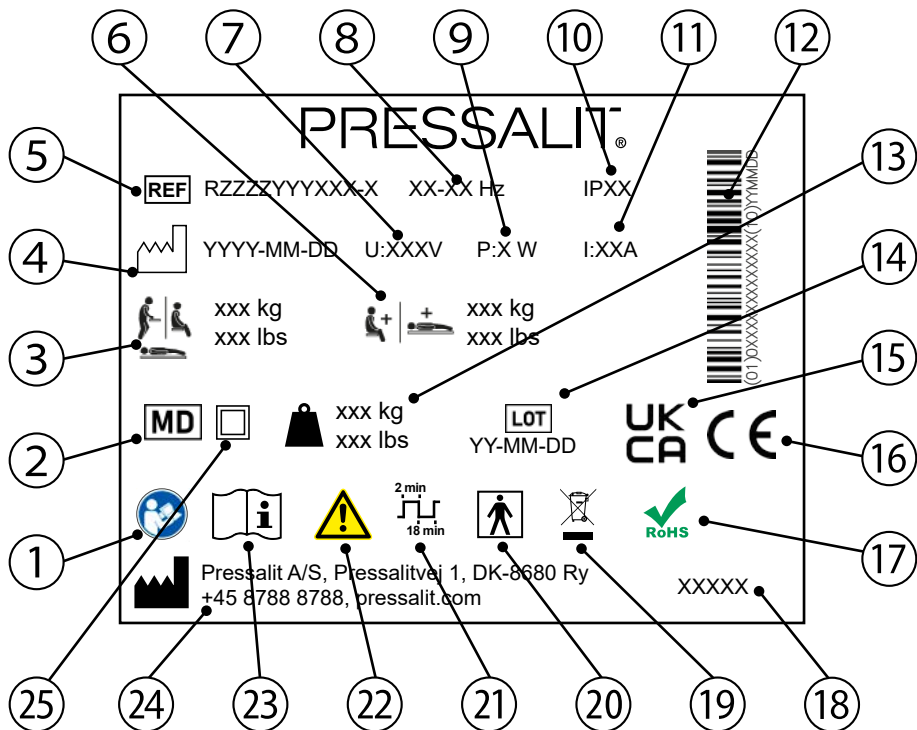 6 7 8 9 10 11 12
PRESSALIT®
5 REF RZZZZYYYXXX-X XX-XX Hz IPXX 13
4 YYYY-MM-DD U:XXXV P:X W I:XXA 14
xxx kg xxx kg
3 xxx lbs xxx lbs
(01)0XXXXXXXXXXXXX(10)YYMMDD
15
2 MD xxx kg LOT UK CA CE 16
xxx lbs YY-MM-DD
2 min
18 min
RoHS
1 17
Pressalit A/S, Pressalitvej 1, DK-8680 Ry
+45 8788 8788, pressalit.com XXXXX
25 24 23 22 21 20 19 18